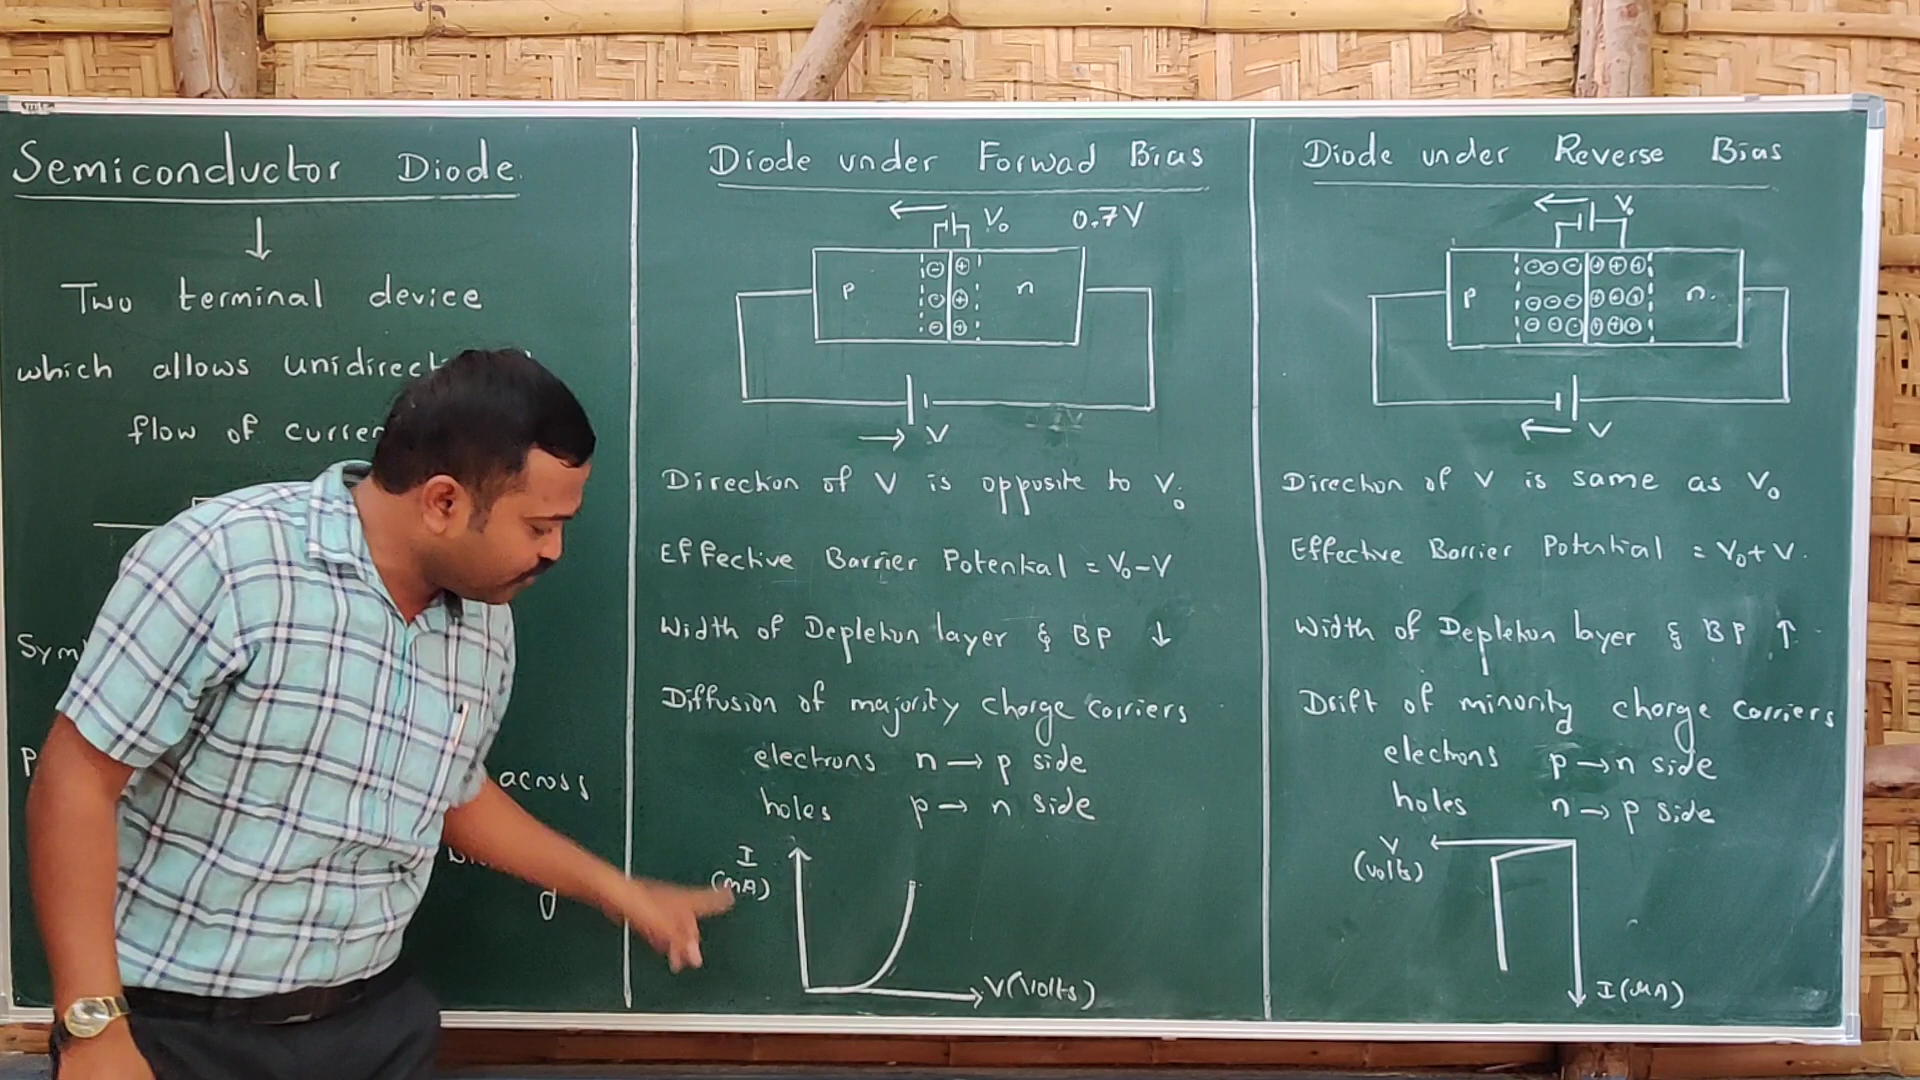 Semiconductor Diode.
Two terminal device
which allows unidirect
flow of curren
Sym
P
across
Diode under Forwad Bias
V₀ 0.7V
p n
V
Direction of V is opposite to V₀
Effective Barrier Potential = V₀-V
Width of Depletion layer & BP ↓
Diffusion of majority charge carriers
electrons n → p side
holes p → n side
I
(mA)
V(Volts)
Diode under Reverse Bias
V₀
p n
V
Direction of V is same as V₀
Effective Barrier Potential = V₀+V.
Width of Depletion layer & BP ↑
Drift of minority charge carriers
electrons p → n side
holes n → p side
V
(volts)
I(μA)